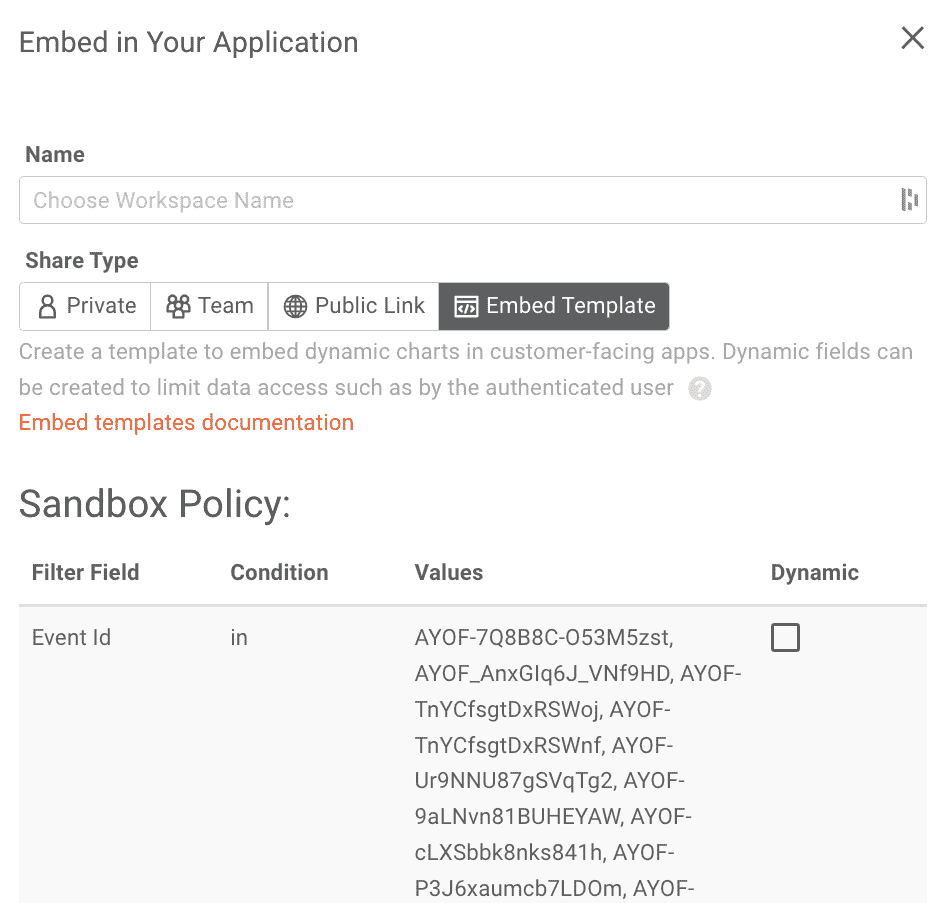 Embed in Your Application
Name
Choose Workspace Name
Share Type
Private Team Public Link Embed Template
Create a template to embed dynamic charts in customer-facing apps. Dynamic fields can
be created to limit data access such as by the authenticated user ?
Embed templates documentation
Sandbox Policy:
Filter Field Condition Values Dynamic
Event Id in AYOF-7Q8B8C-O53M5zst,
AYOF_AnxGIq6J_VNf9HD, AYOF-
TnYCfsgtDxRSWoj, AYOF-
TnYCfsgtDxRSWnf, AYOF-
Ur9NNU87gSVqTg2, AYOF-
9aLNvn81BUHEYAW, AYOF-
cLXSbbk8nks841h, AYOF-
P3J6xaumcb7LDOm, AYOF-